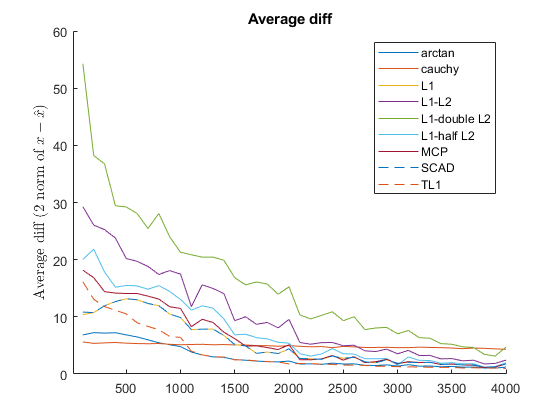 Average diff
60
50
40
30
20
10
0
Average diff (2 norm of x − x̂)
500 1000 1500 2000 2500 3000 3500 4000
arctan
cauchy
L1
L1-L2
L1-double L2
L1-half L2
MCP
SCAD
TL1